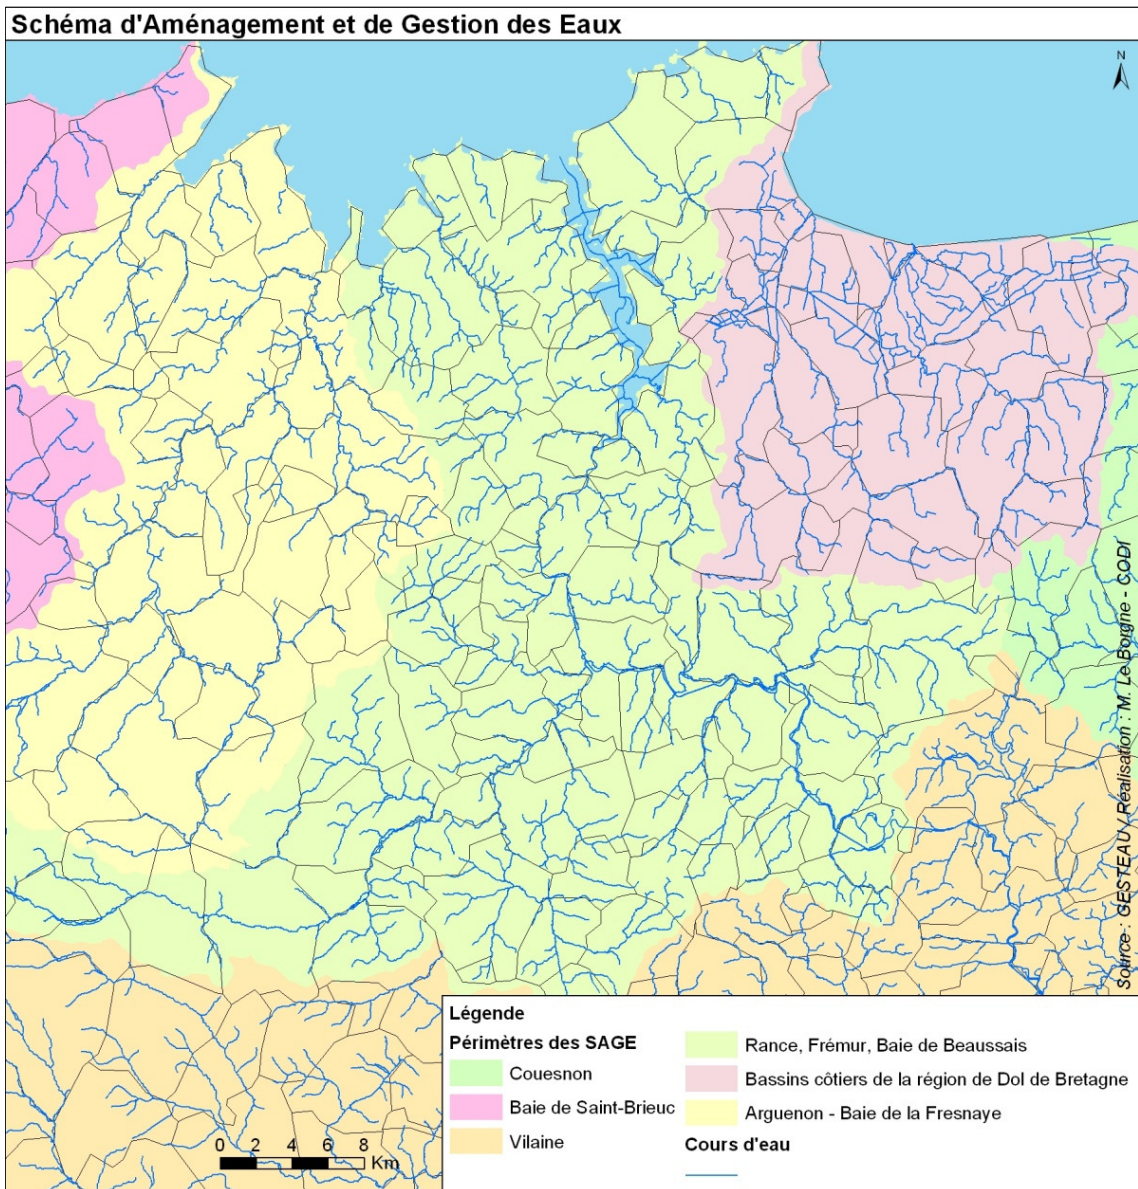 Schéma d'Aménagement et de Gestion des Eaux
N
Source : GESTEAU / Réalisation : M. Le Borgne - CODI
Légende
Périmètres des SAGE
Couesnon
Baie de Saint-Brieuc
Vilaine
Rance, Frémur, Baie de Beaussais
Bassins côtiers de la région de Dol de Bretagne
Arguenon - Baie de la Fresnaye
Cours d'eau
0 2 4 6 8
Km